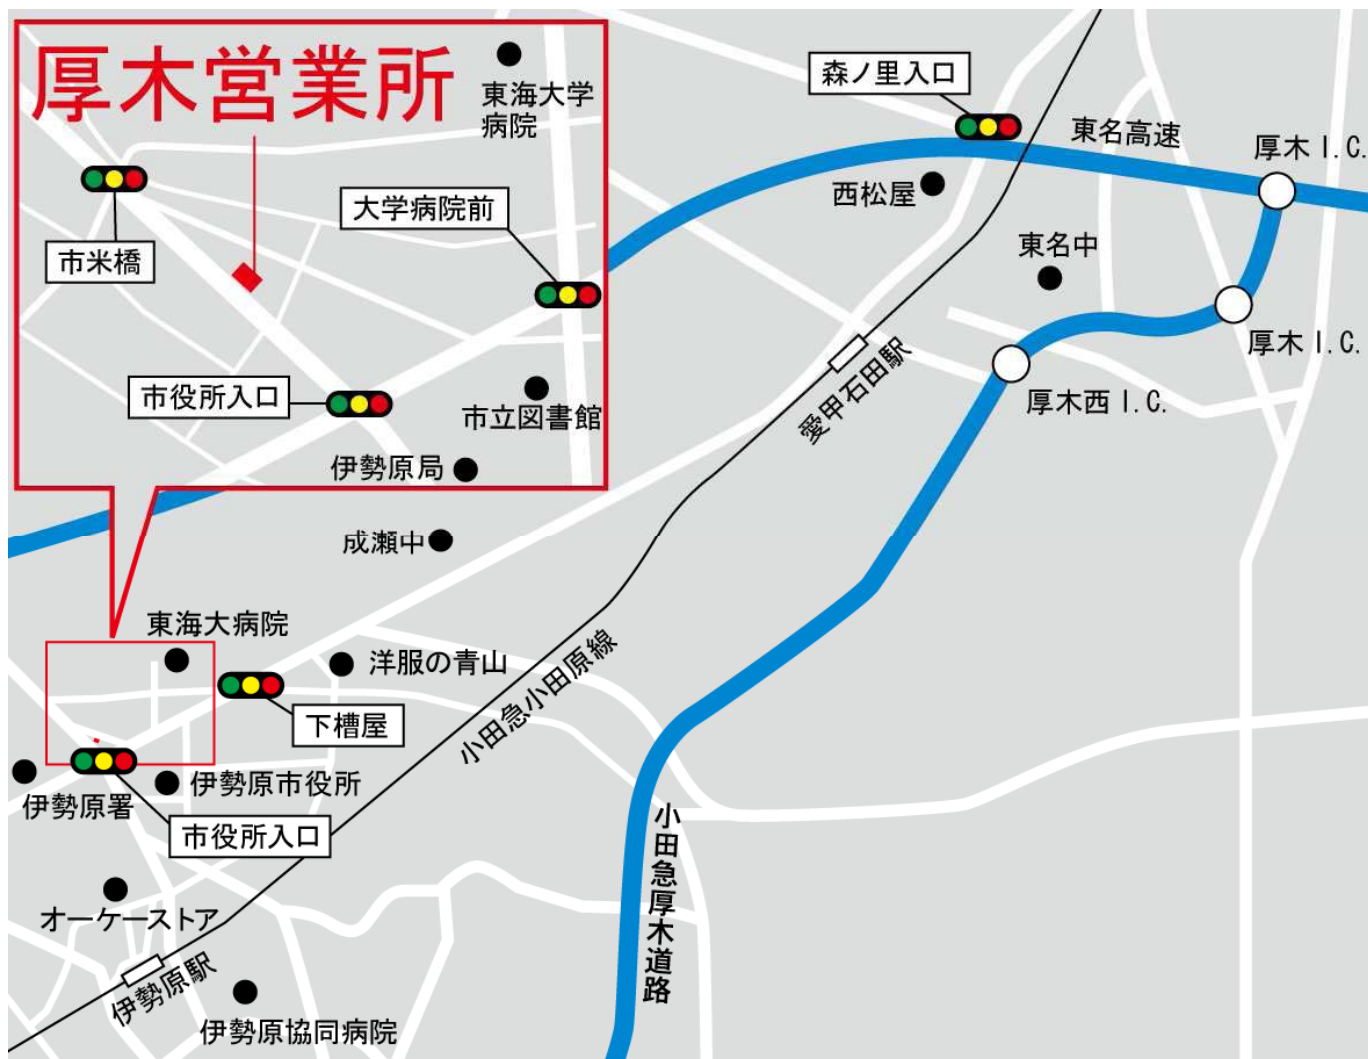 厚木営業所
東海大学
病院
市米橋
大学病院前
市役所入口
市立図書館
伊勢原局
森ノ里入口
東名高速
厚木 I.C.
西松屋
東名中
厚木 I.C.
厚木西 I.C.
愛甲石田駅
成瀬中
東海大病院
洋服の青山
下槽屋
小田急小田原線
伊勢原市役所
伊勢原署
市役所入口
小田急厚木道路
オーケーストア
伊勢原駅
伊勢原協同病院